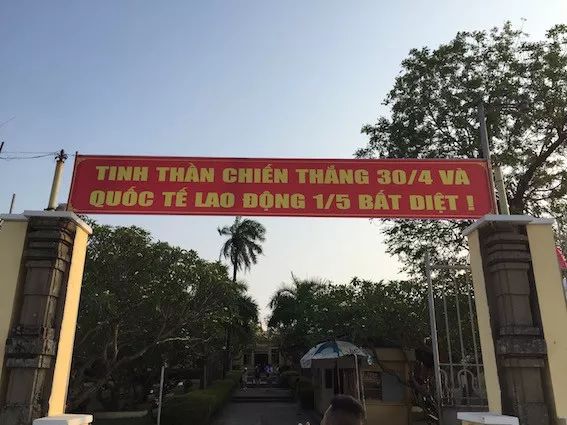 TINH THẦN CHIẾN THẮNG 30/4 VÀ
QUỐC TẾ LAO ĐỘNG 1/5 BẤT DIỆT !